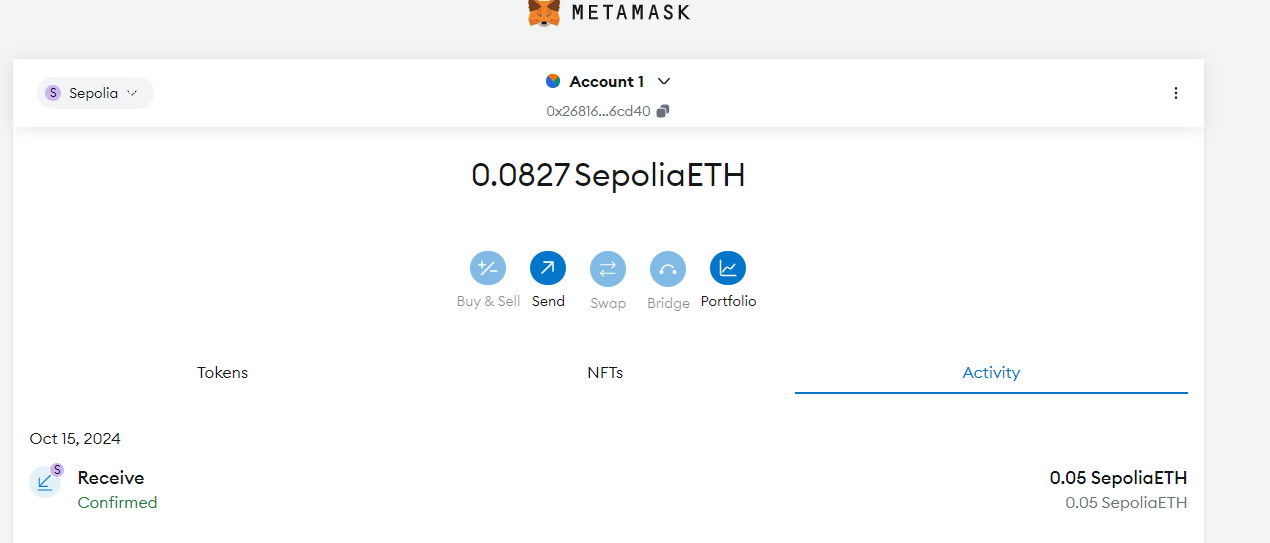 METAMASK
S Sepolia
Account 1
0x26816...6cd40
0.0827 SepoliaETH
Buy & Sell Send Swap Bridge Portfolio
Tokens NFTs Activity
Oct 15, 2024
S Receive 0.05 SepoliaETH
Confirmed 0.05 SepoliaETH